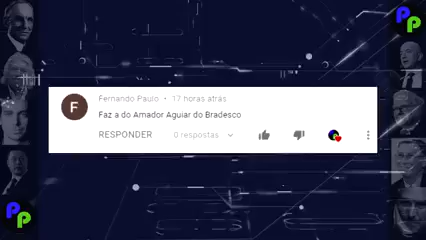 P
P
F
Fernando Paulo • 17 horas atrás
Faz a do Amador Aguiar do Bradesco
RESPONDER 0 respostas
P
P